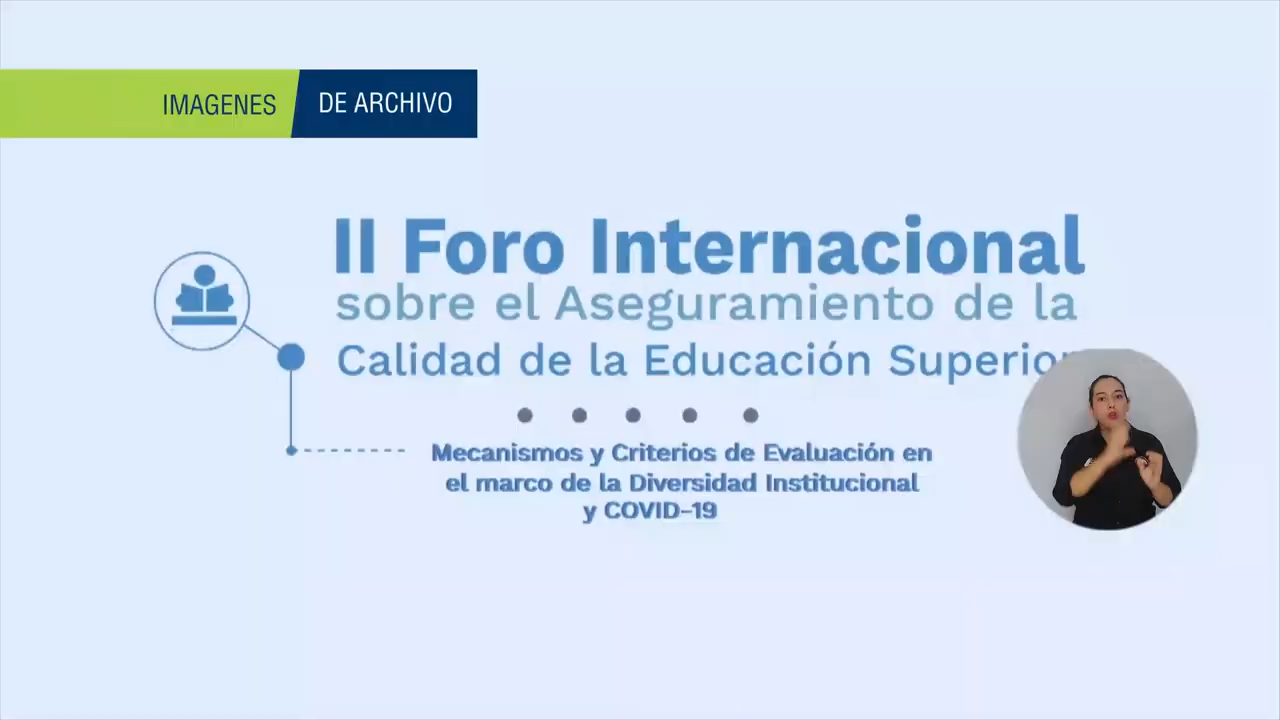 IMAGENES DE ARCHIVO
II Foro Internacional
sobre el Aseguramiento de la
Calidad de la Educación Superior
Mecanismos y Criterios de Evaluación en
el marco de la Diversidad Institucional
y COVID-19